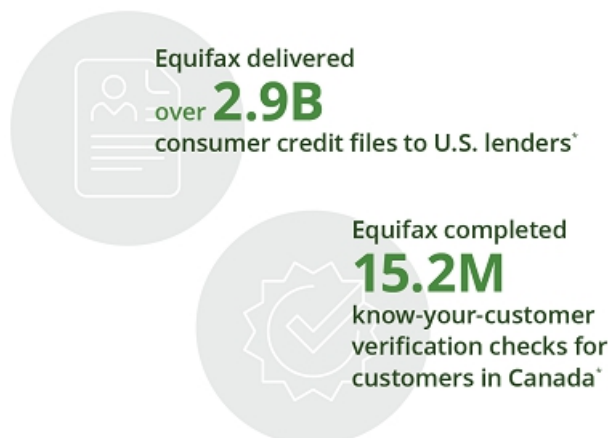 Equifax delivered
over 2.9B
consumer credit files to U.S. lenders*
Equifax completed
15.2M
know-your-customer
verification checks for
customers in Canada*